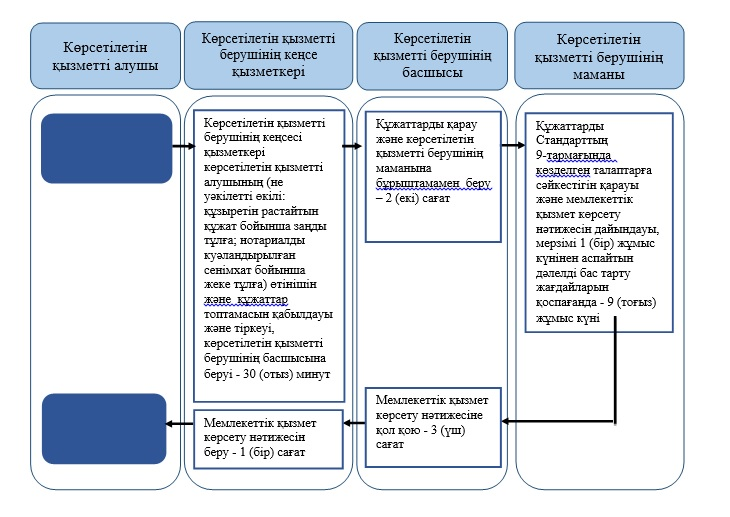 Көрсетілетін
қызметті алушы
Көрсетілетін қызметті
берушінің кеңсе
қызметкері
Көрсетілетін
қызметті берушінің
басшысы
Көрсетілетін
қызметті берушінің
маманы
Көрсетілетін қызметті
берушінің кеңсесі
қызметкері
көрсетілетін қызметті
алушының (не
уәкілетті өкілі:
құзыретін растайтын
құжат бойынша заңды
тұлға; нотариалды
куәландырылған
сенімхат бойынша
жеке тұлға) өтінішін
және құжаттар
топтамасын қабылдауы
және тіркеуі,
көрсетілетін қызметті
берушінің басшысына
беруі - 30 (отыз) минут
Құжаттарды қарау
және көрсетілетін
қызметті берушінің
маманына
бұрыштамамен беру
– 2 (екі) сағат
Құжаттарды
Стандарттың
9-тармағында
көзделген талаптарға
сәйкестігін қарауы
және мемлекеттік
қызмет көрсету
нәтижесін дайындауы,
мерзімі 1 (бір) жұмыс
күнінен аспайтын
дәлелді бас тарту
жағдайларын
қоспағанда - 9 (тоғыз)
жұмыс күні
Мемлекеттік қызмет
көрсету нәтижесін
беру - 1 (бір) сағат
Мемлекеттік қызмет
көрсету нәтижесіне
қол қою - 3 (үш)
сағат